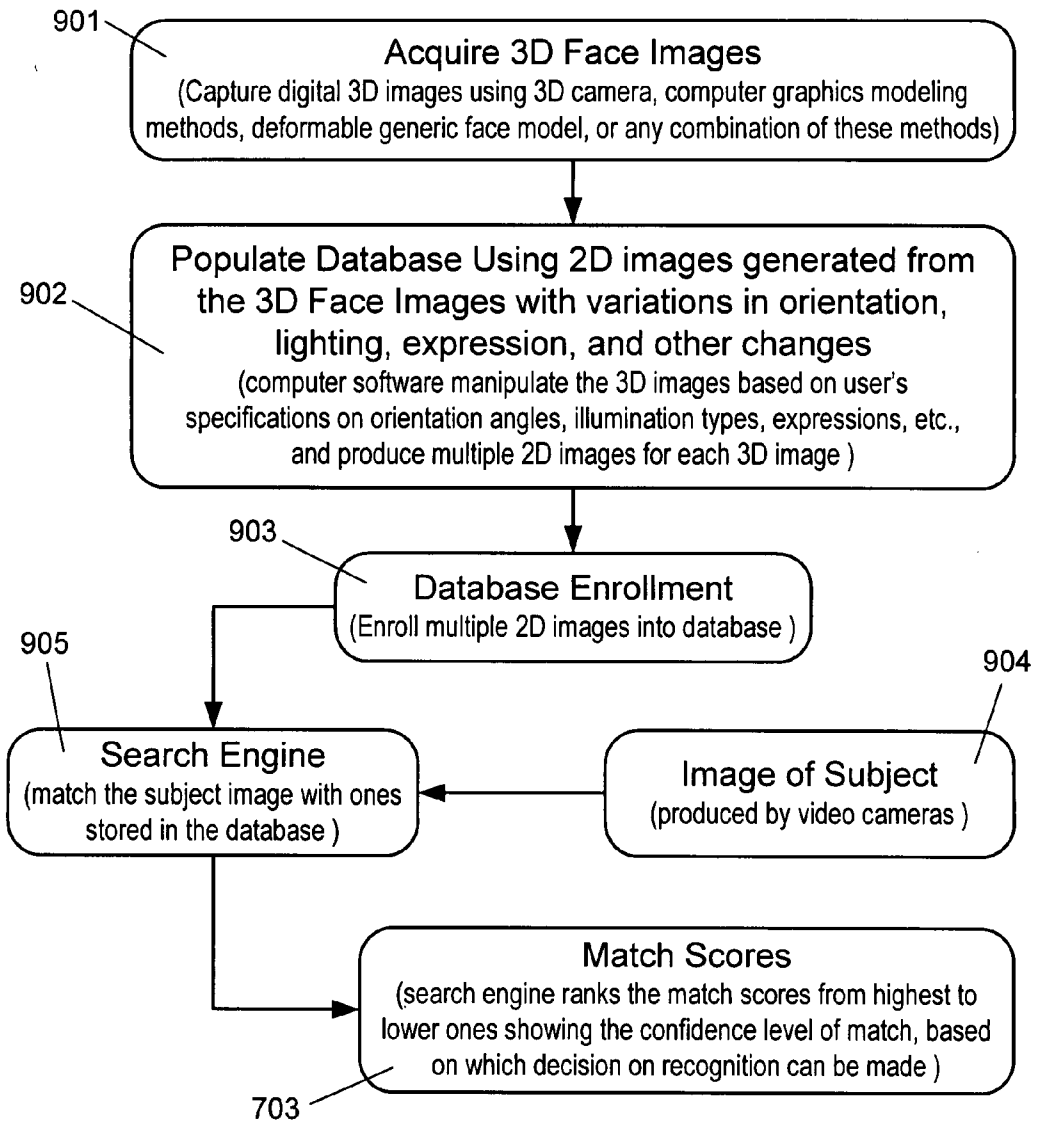 901
Acquire 3D Face Images
(Capture digital 3D images using 3D camera, computer graphics modeling
methods, deformable generic face model, or any combination of these methods)
Populate Database Using 2D images generated from
902
the 3D Face Images with variations in orientation,
lighting, expression, and other changes
(computer software manipulate the 3D images based on user's
specifications on orientation angles, illumination types, expressions, etc.,
and produce multiple 2D images for each 3D image )
903
Database Enrollment
(Enroll multiple 2D images into database )
905
904
Search Engine
(match the subject image with ones
stored in the database )
Image of Subject
(produced by video cameras )
Match Scores
(search engine ranks the match scores from highest to
lower ones showing the confidence level of match, based
on which decision on recognition can be made )
703